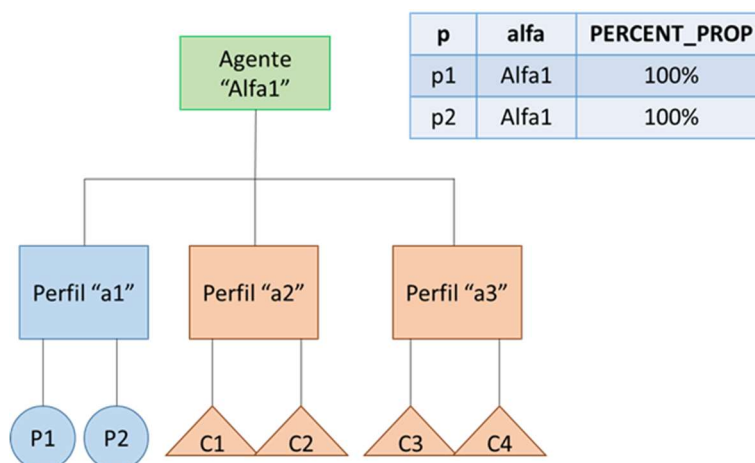 Agente
“Alfa1”
p alfa PERCENT_PROP
p1 Alfa1 100%
p2 Alfa1 100%
Perfil “a1”
Perfil “a2”
Perfil “a3”
P1
P2
C1
C2
C3
C4